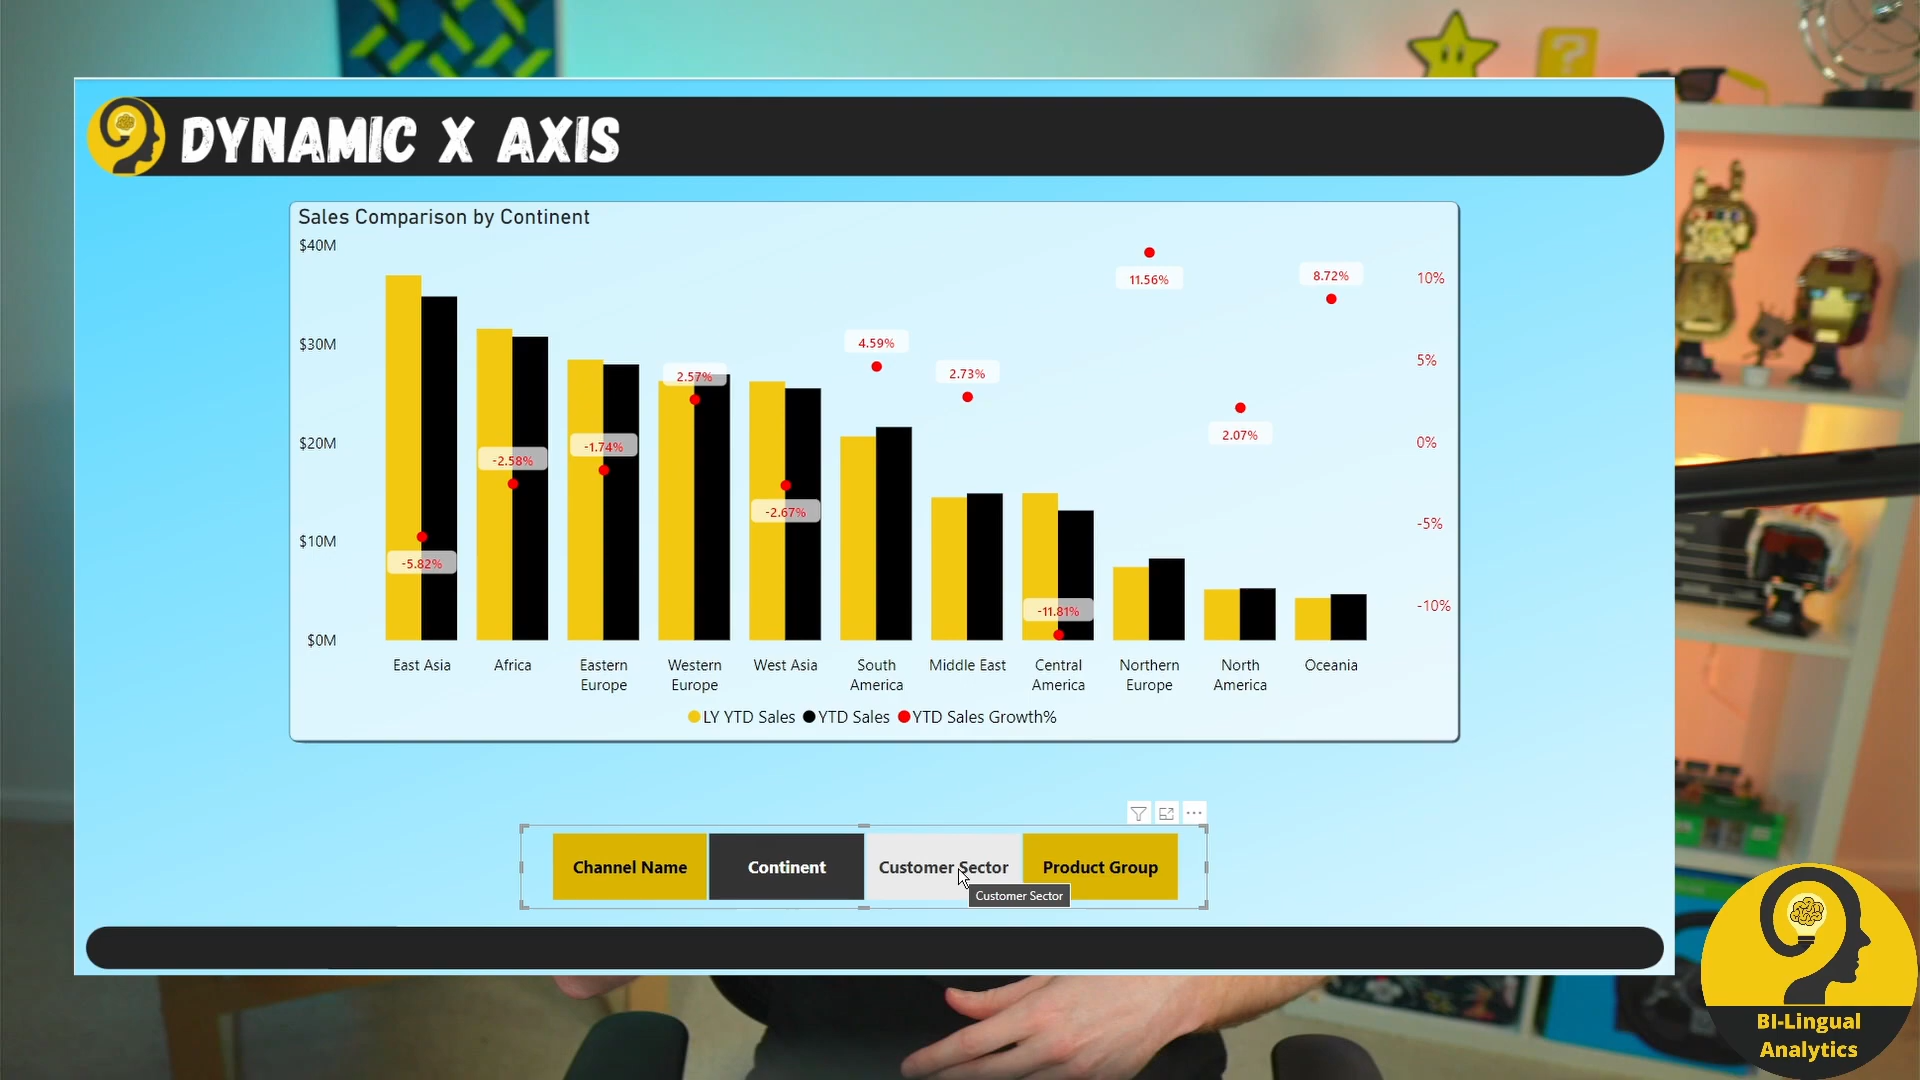 DYNAMIC X AXIS
Sales Comparison by Continent
$40M
$30M
$20M
$10M
$0M
10%
5%
0%
-5%
-10%
-5.82%
-2.58%
-1.74%
2.57%
-2.67%
4.59%
2.73%
-11.81%
11.56%
2.07%
8.72%
East Asia
Africa
Eastern
Europe
Western
Europe
West Asia
South
America
Middle East
Central
America
Northern
Europe
North
America
Oceania
LY YTD Sales YTD Sales YTD Sales Growth%
Channel Name
Continent
Customer Sector
Product Group
Customer Sector
?
BI-Lingual
Analytics